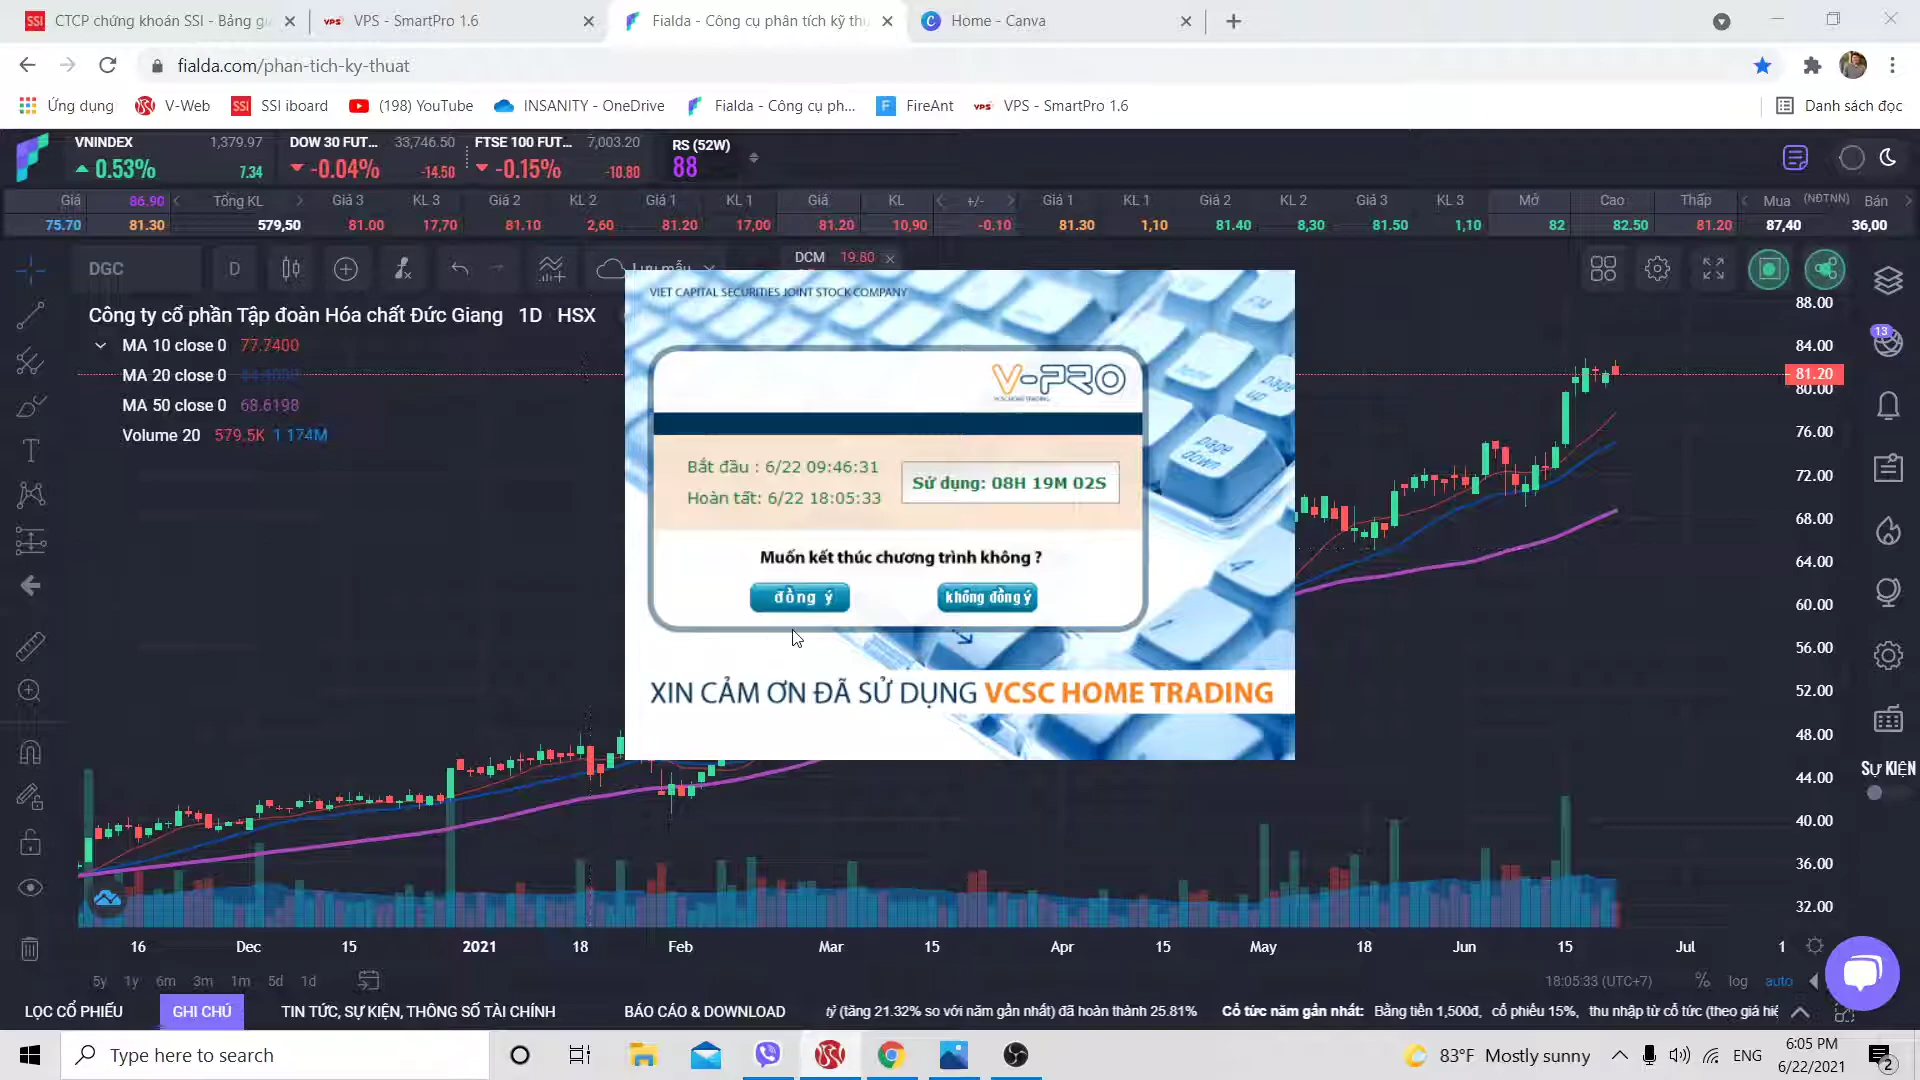 CTCP chứng khoán SSI - Bảng gi
VPS - SmartPro 1.6
Fialda - Công cụ phân tích kỹ thu
Home - Canva
fialda.com/phan-tich-ky-thuat
Ứng dụng
V-Web
SSI iboard
(198) YouTube
INSANITY - OneDrive
Fialda - Công cụ ph...
FireAnt
VPS - SmartPro 1.6
Danh sách đọc
VNINDEX 1,379.97
0.53% 7.34
DOW 30 FUT... 33,746.50
-0.04% -14.50
FTSE 100 FUT... 7,003.20
-0.15% -10.80
RS (52W)
88
Giá 86.90 Tổng KL Giá 3 KL 3 Giá 2 KL 2 Giá 1 KL 1 Giá KL +/- Giá 1 KL 1 Giá 2 KL 2 Giá 3 KL 3 Mở Cao Thấp Mua (NĐTNN) Bán
75.70 81.30 579,50 81.00 17,70 81.10 2,60 81.20 17,00 81.20 10,90 -0.10 81.30 1,10 81.40 8,30 81.50 1,10 82 82.50 81.20 87,40 36,00
DGC
D
Lưu mẫu
DCM 19.80
Công ty cổ phần Tập đoàn Hóa chất Đức Giang 1D HSX
MA 10 close 0 77.7400
MA 20 close 0
MA 50 close 0 68.6198
Volume 20 579.5K 1.174M
VIET CAPITAL SECURITIES JOINT STOCK COMPANY
V-PRO
VCSC HOME TRADING
Bắt đầu : 6/22 09:46:31
Hoàn tất: 6/22 18:05:33
Sử dụng: 08H 19M 02S
Muốn kết thúc chương trình không ?
đồng ý
không đồng ý
XIN CẢM ƠN ĐÃ SỬ DỤNG VCSC HOME TRADING
page down
page up
home
88.00
84.00
81.20
80.00
76.00
72.00
68.00
64.00
60.00
56.00
52.00
48.00
44.00
40.00
36.00
32.00
13
SỰ KIỆN
16 Dec 15 2021 18 Feb Mar 15 Apr 15 May 18 Jun 15 Jul 1
5y 1y 6m 3m 1m 5d 1d
18:05:33 (UTC+7) % log auto
LỌC CỔ PHIẾU
GHI CHÚ
TIN TỨC, SỰ KIỆN, THÔNG SỐ TÀI CHÍNH
BÁO CÁO & DOWNLOAD
tỷ (tăng 21.32% so với năm gần nhất) đã hoàn thành 25.81% Cổ tức năm gần nhất: Bằng tiền 1,500đ, cổ phiếu 15%, thu nhập từ cổ tức (theo giá hiệ
Type here to search
83°F Mostly sunny
ENG
6:05 PM
6/22/2021
2